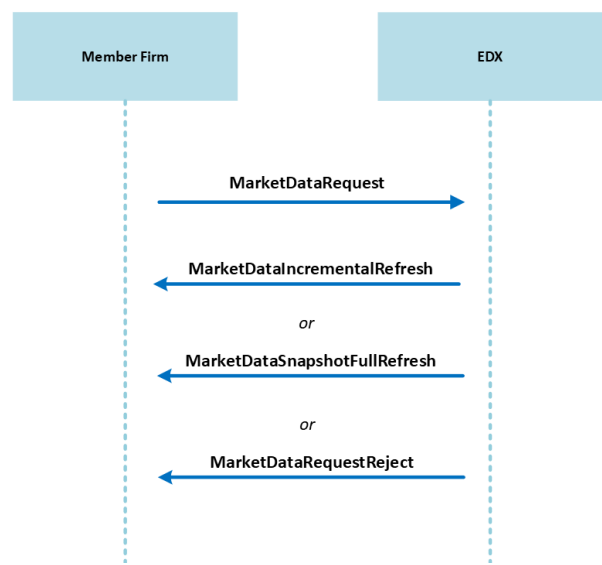 Member Firm
EDX
MarketDataRequest
MarketDataIncrementalRefresh
or
MarketDataSnapshotFullRefresh
or
MarketDataRequestReject